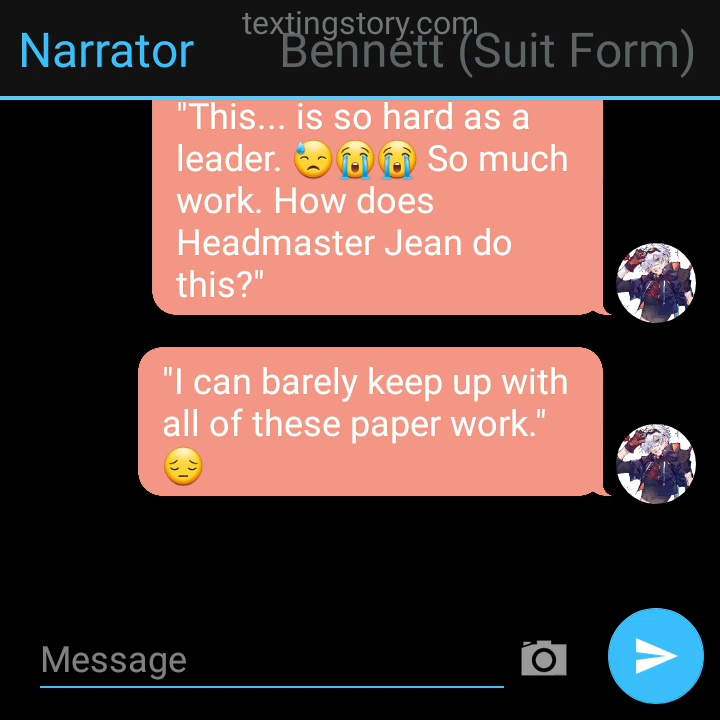 textingstory.com
Narrator
Bennett (Suit Form)
"This... is so hard as a
leader. 😓😭😭 So much
work. How does
Headmaster Jean do
this?"
"I can barely keep up with
all of these paper work."
😔
Message